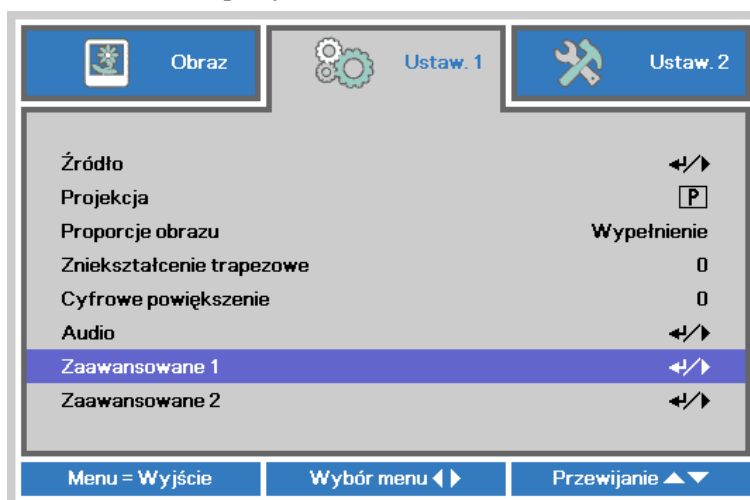 Obraz
Ustaw. 1
Ustaw. 2
Źródło
Projekcja P
Proporcje obrazu Wypełnienie
Zniekształcenie trapezowe 0
Cyfrowe powiększenie 0
Audio
Zaawansowane 1
Zaawansowane 2
Menu = Wyjście
Wybór menu
Przewijanie